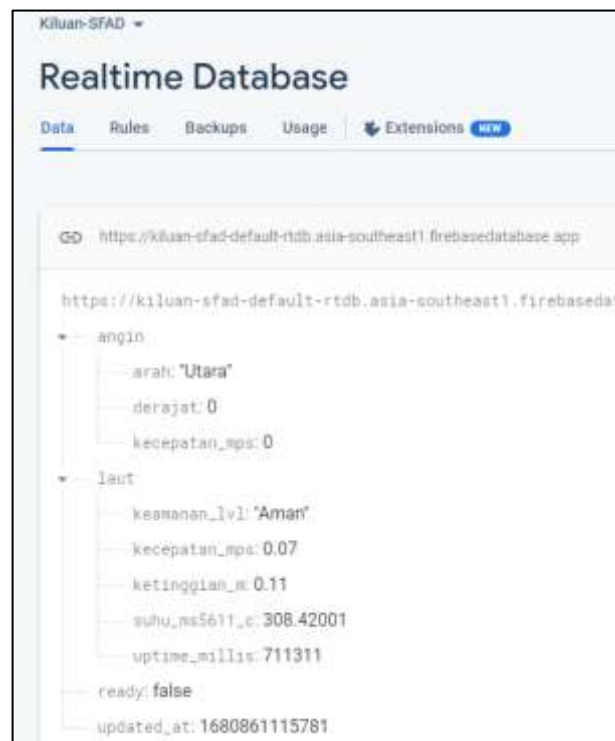 Kiluan-SFAD
Realtime Database
Data Rules Backups Usage Extensions NEW
https://kiluan-sfad-default-rtdb.asia-southeast1.firebasedatabase.app
https://kiluan-sfad-default-rtdb.asia-southeast1.firebasedat
angin
arah: "Utara"
derajat: 0
kecepatan_mps: 0
laut
keamanan_lvl: "Aman"
kecepatan_mps: 0.07
ketinggian_m: 0.11
suhu_ms5611_c: 308.42001
uptime_millis: 711311
ready: false
updated_at: 1680861115781